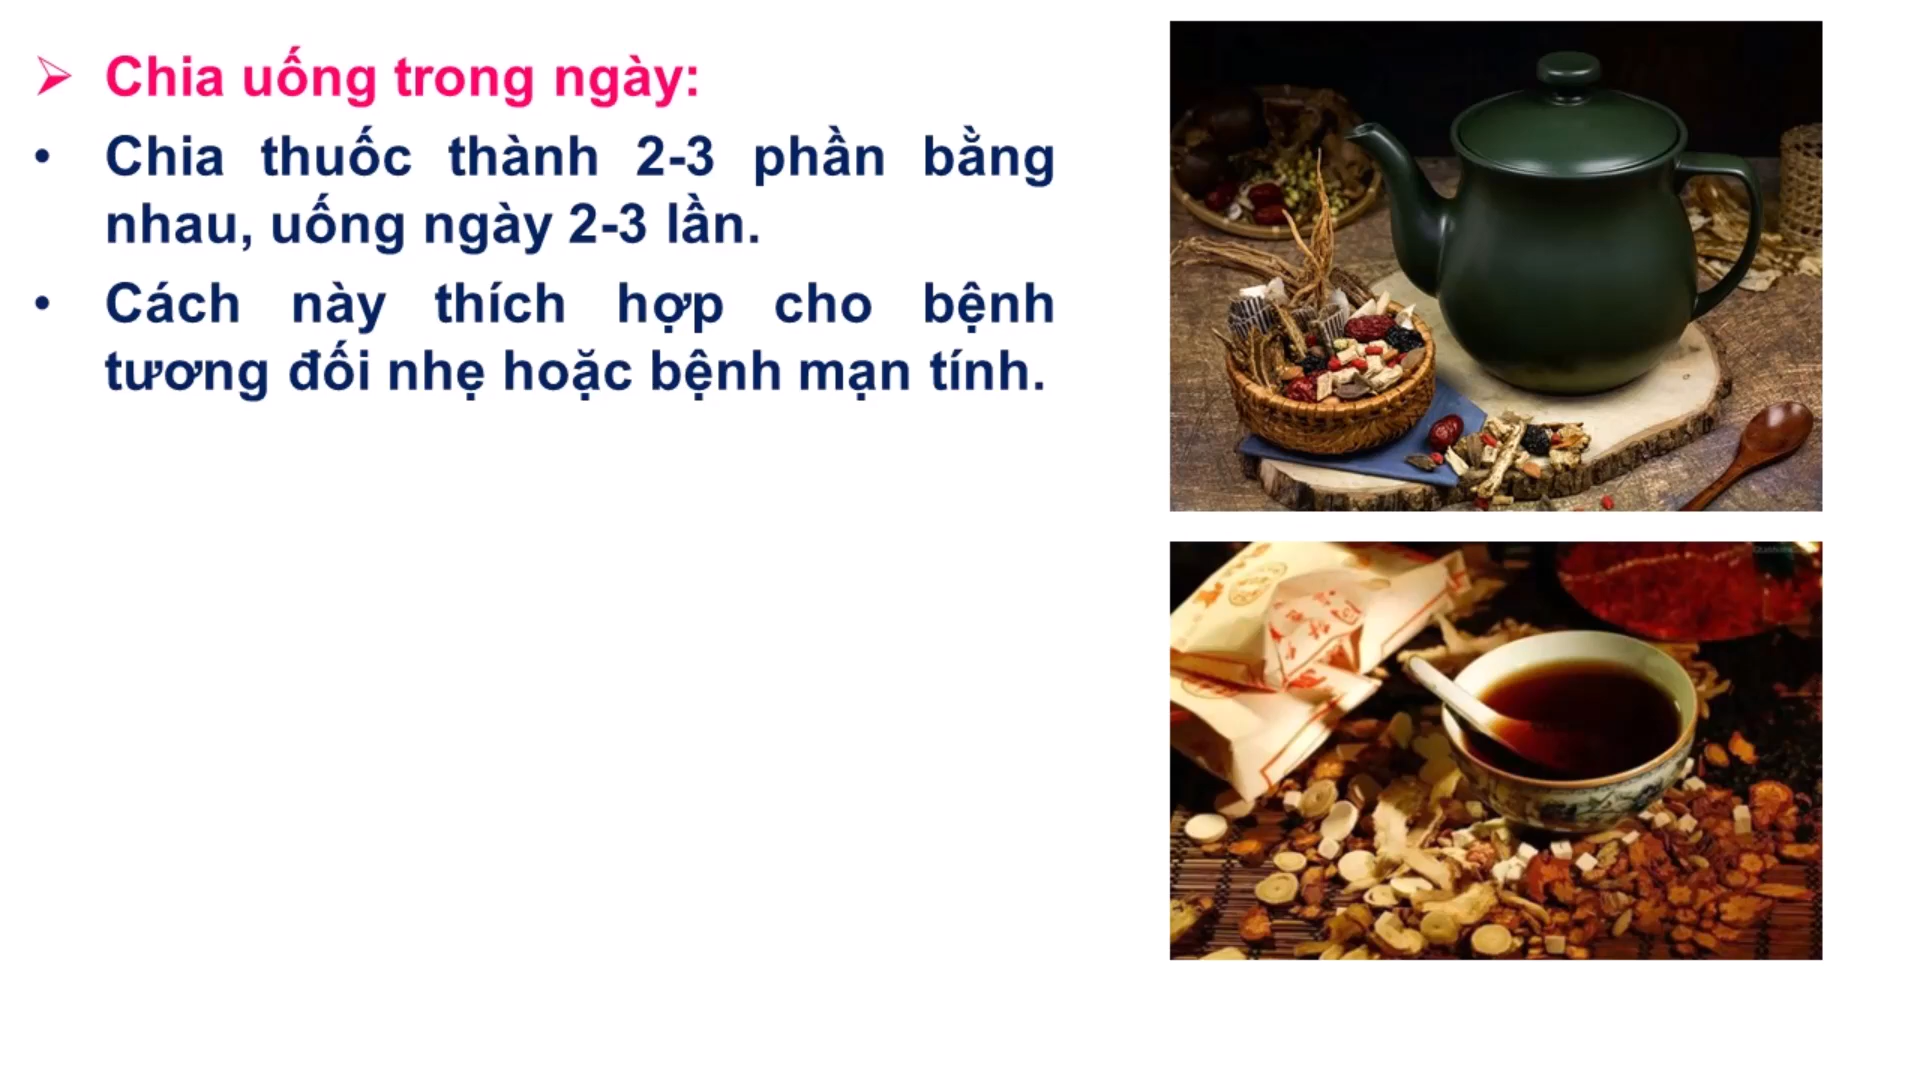 Chia uống trong ngày:
• Chia thuốc thành 2-3 phần bằng
nhau, uống ngày 2-3 lần.
• Cách này thích hợp cho bệnh
tương đối nhẹ hoặc bệnh mạn tính.